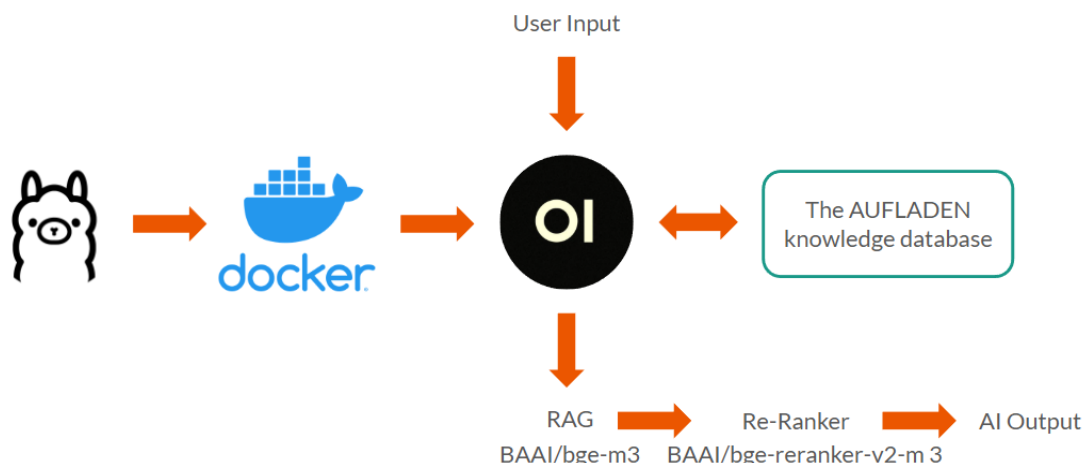 User Input
docker
OI
The AUFLADEN
knowledge database
RAG
BAAI/bge-m3
Re-Ranker
BAAI/bge-reranker-v2-m 3
AI Output